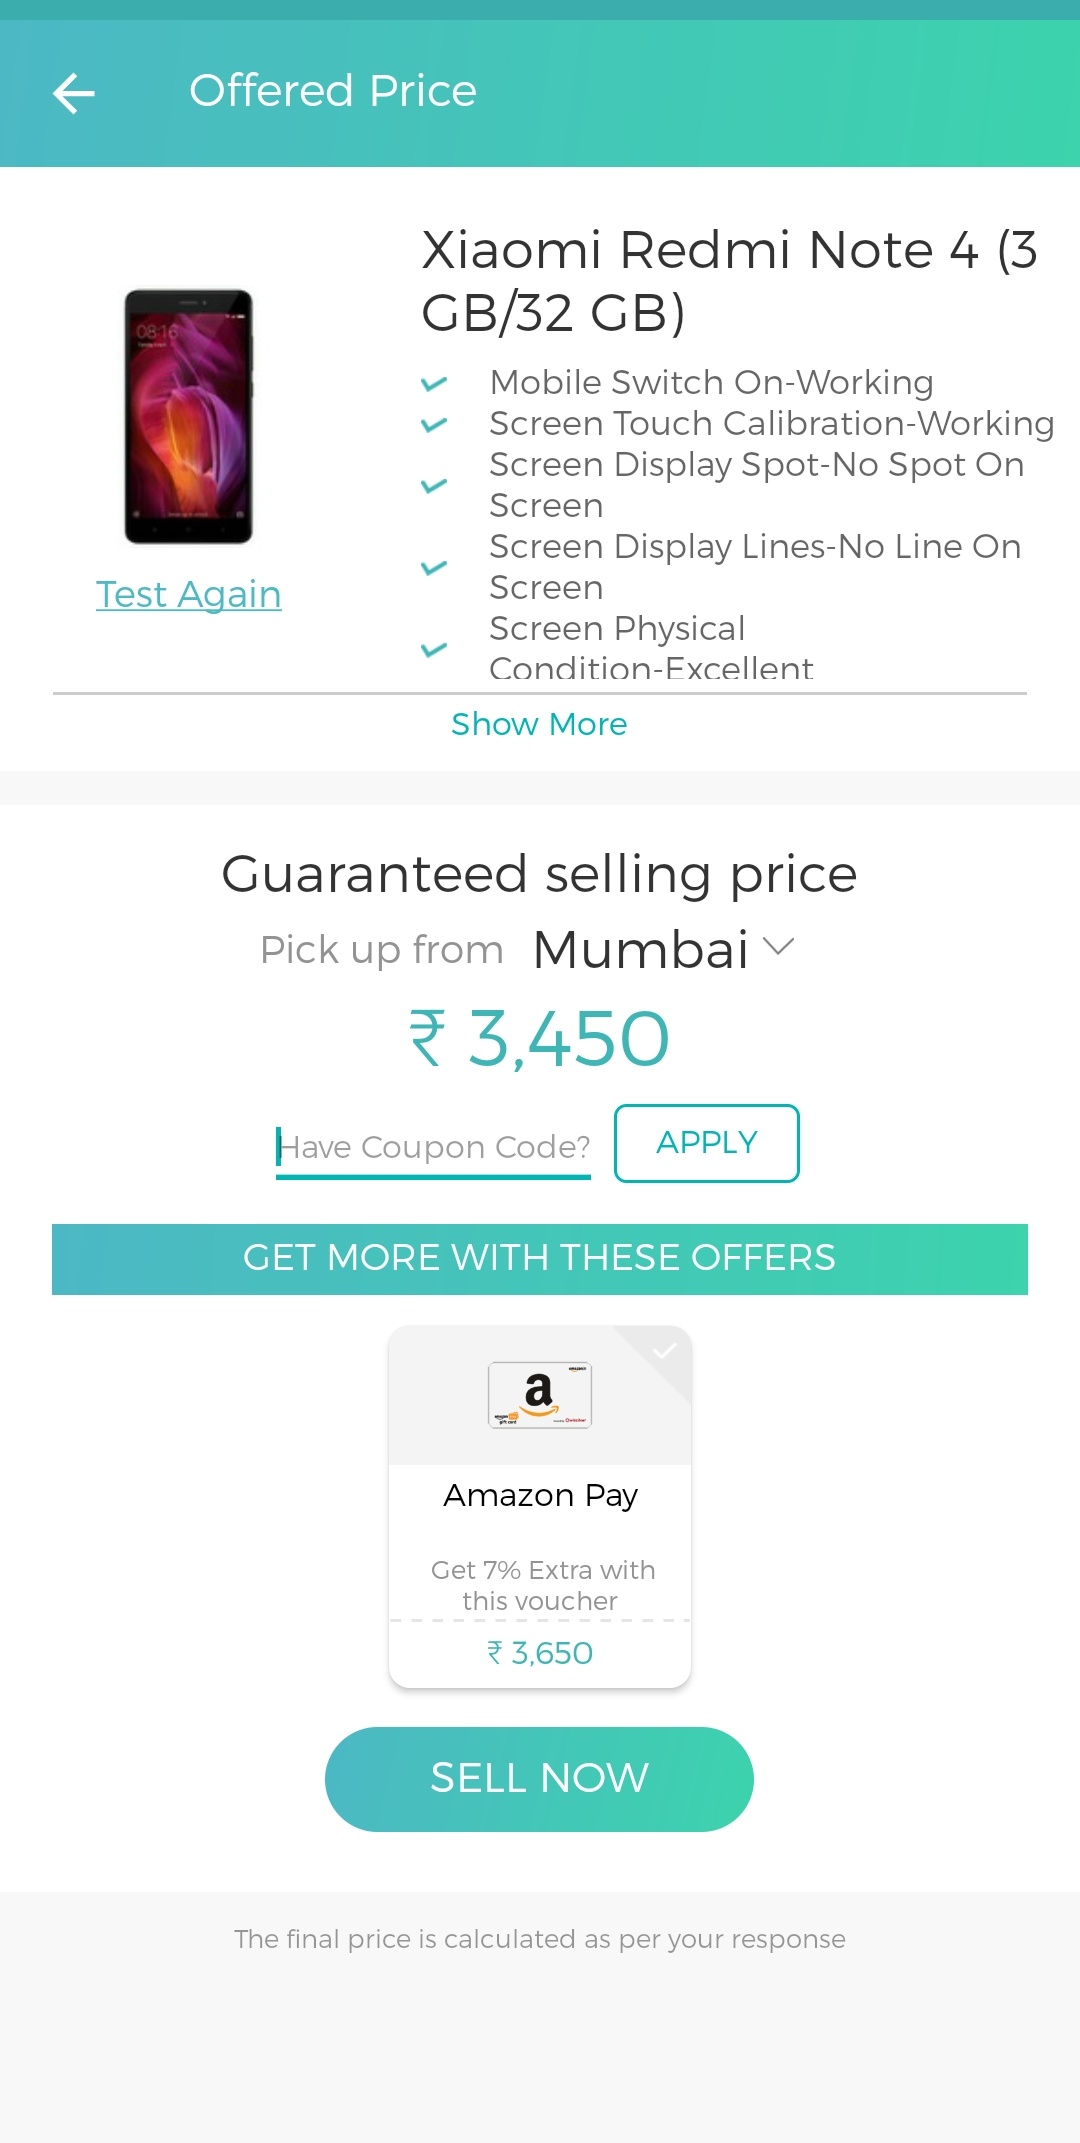 Offered Price
Xiaomi Redmi Note 4 (3
GB/32 GB)
08:16
Mobile Switch On-Working
Screen Touch Calibration-Working
Screen Display Spot-No Spot On
Screen
Screen Display Lines-No Line On
Screen
Screen Physical
Condition-Excellent
Test Again
Show More
Guaranteed selling price
Pick up from Mumbai
₹ 3,450
Have Coupon Code?
APPLY
GET MORE WITH THESE OFFERS
a
Amazon Pay
Get 7% Extra with
this voucher
₹ 3,650
SELL NOW
The final price is calculated as per your response